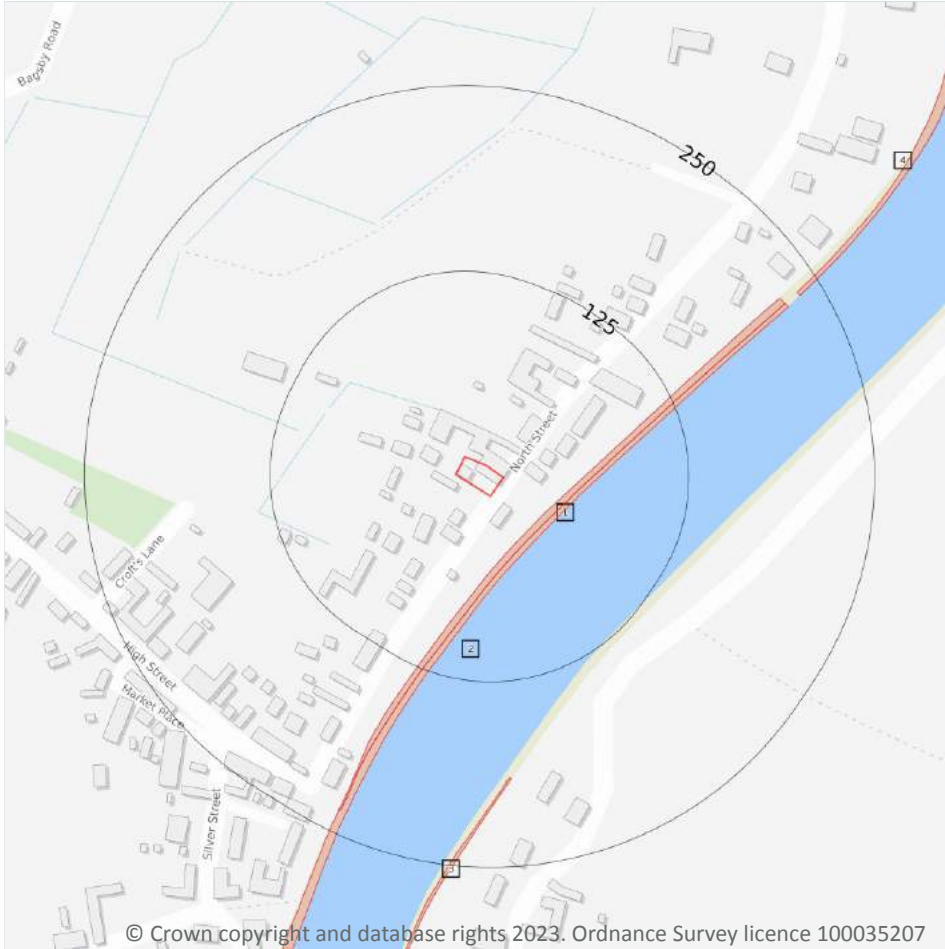 Bagsby Road
250
4
125
North Street
1
Croft's Lane
2
High Street
Market Place
Silver Street
3
© Crown copyright and database rights 2023. Ordnance Survey licence 100035207